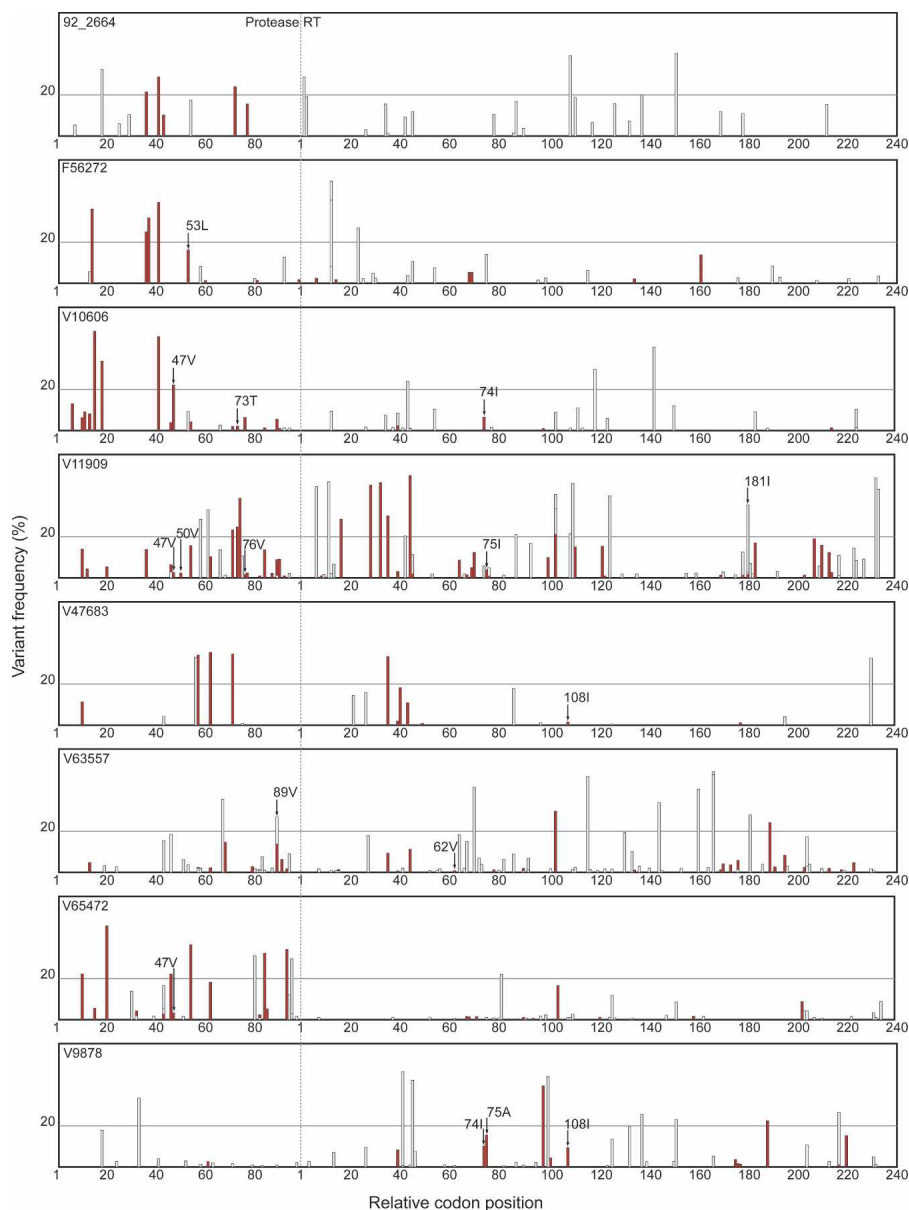 92_2664 Protease RT
20
1 20 40 60 80 1 20 40 60 80 100 120 140 160 180 200 220 240
F56272
53L
20
1 20 40 60 80 1 20 40 60 80 100 120 140 160 180 200 220 240
V10606
47V
73T 74I
20
1 20 40 60 80 1 20 40 60 80 100 120 140 160 180 200 220 240
V11909
181I
20
47V 50V 76V 75I
1 20 40 60 80 1 20 40 60 80 100 120 140 160 180 200 220 240
V47683
20
108I
1 20 40 60 80 1 20 40 60 80 100 120 140 160 180 200 220 240
V63557
89V
20
62V
1 20 40 60 80 1 20 40 60 80 100 120 140 160 180 200 220 240
V65472
47V
20
1 20 40 60 80 1 20 40 60 80 100 120 140 160 180 200 220 240
V9878
20
74I 75A 108I
1 20 40 60 80 1 20 40 60 80 100 120 140 160 180 200 220 240
Variant frequency (%)
Relative codon position